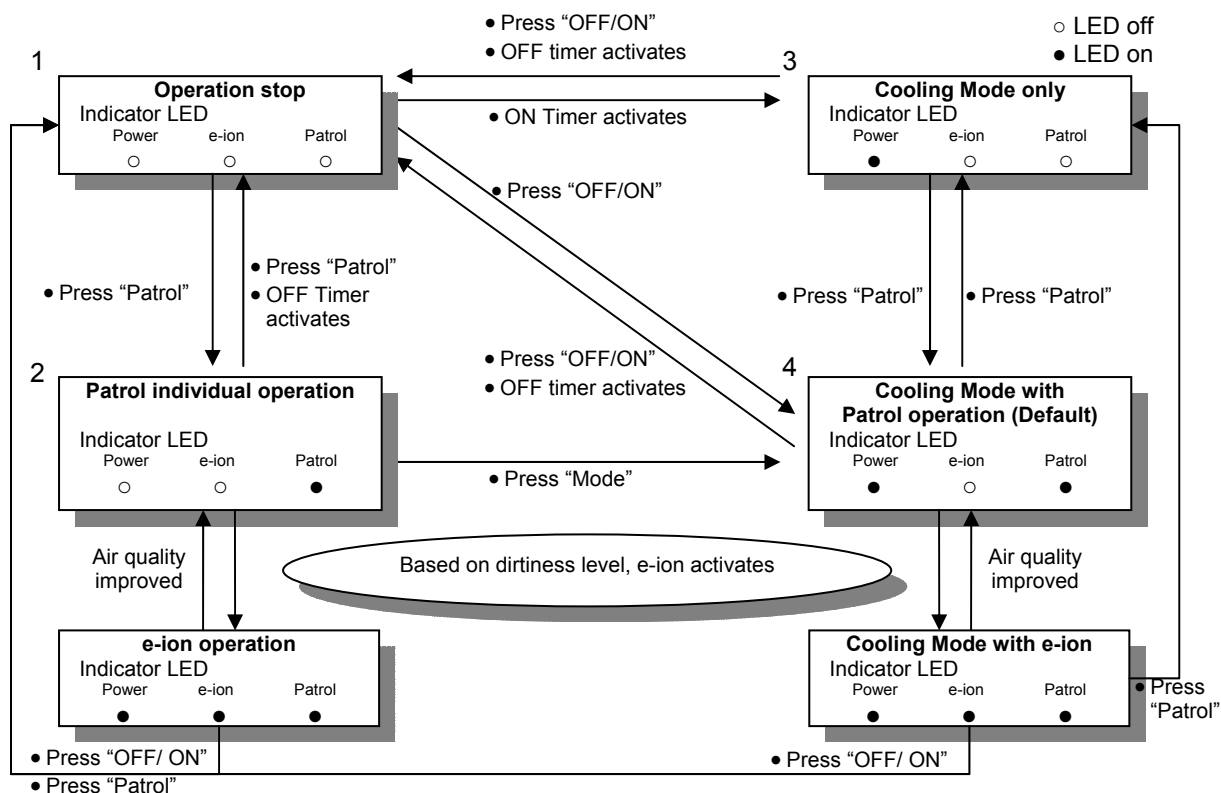 ● Press “OFF/ON”
● OFF timer activates
○ LED off
● LED on
1
Operation stop
Indicator LED
Power e-ion Patrol
○ ○ ○
● ON Timer activates
3
Cooling Mode only
Indicator LED
Power e-ion Patrol
● ○ ○
● Press “OFF/ON”
● Press “Patrol”
● Press “Patrol”
● OFF Timer
activates
● Press “Patrol”
● Press “Patrol”
● Press “OFF/ON”
● OFF timer activates
2
Patrol individual operation
Indicator LED
Power e-ion Patrol
○ ○ ●
● Press “Mode”
4
Cooling Mode with
Patrol operation (Default)
Indicator LED
Power e-ion Patrol
● ○ ●
Air quality
improved
Based on dirtiness level, e-ion activates
Air quality
improved
e-ion operation
Indicator LED
Power e-ion Patrol
● ● ●
Cooling Mode with e-ion
Indicator LED
Power e-ion Patrol
● ● ●
● Press
“Patrol”
● Press “OFF/ ON”
● Press “Patrol”
● Press “OFF/ ON”